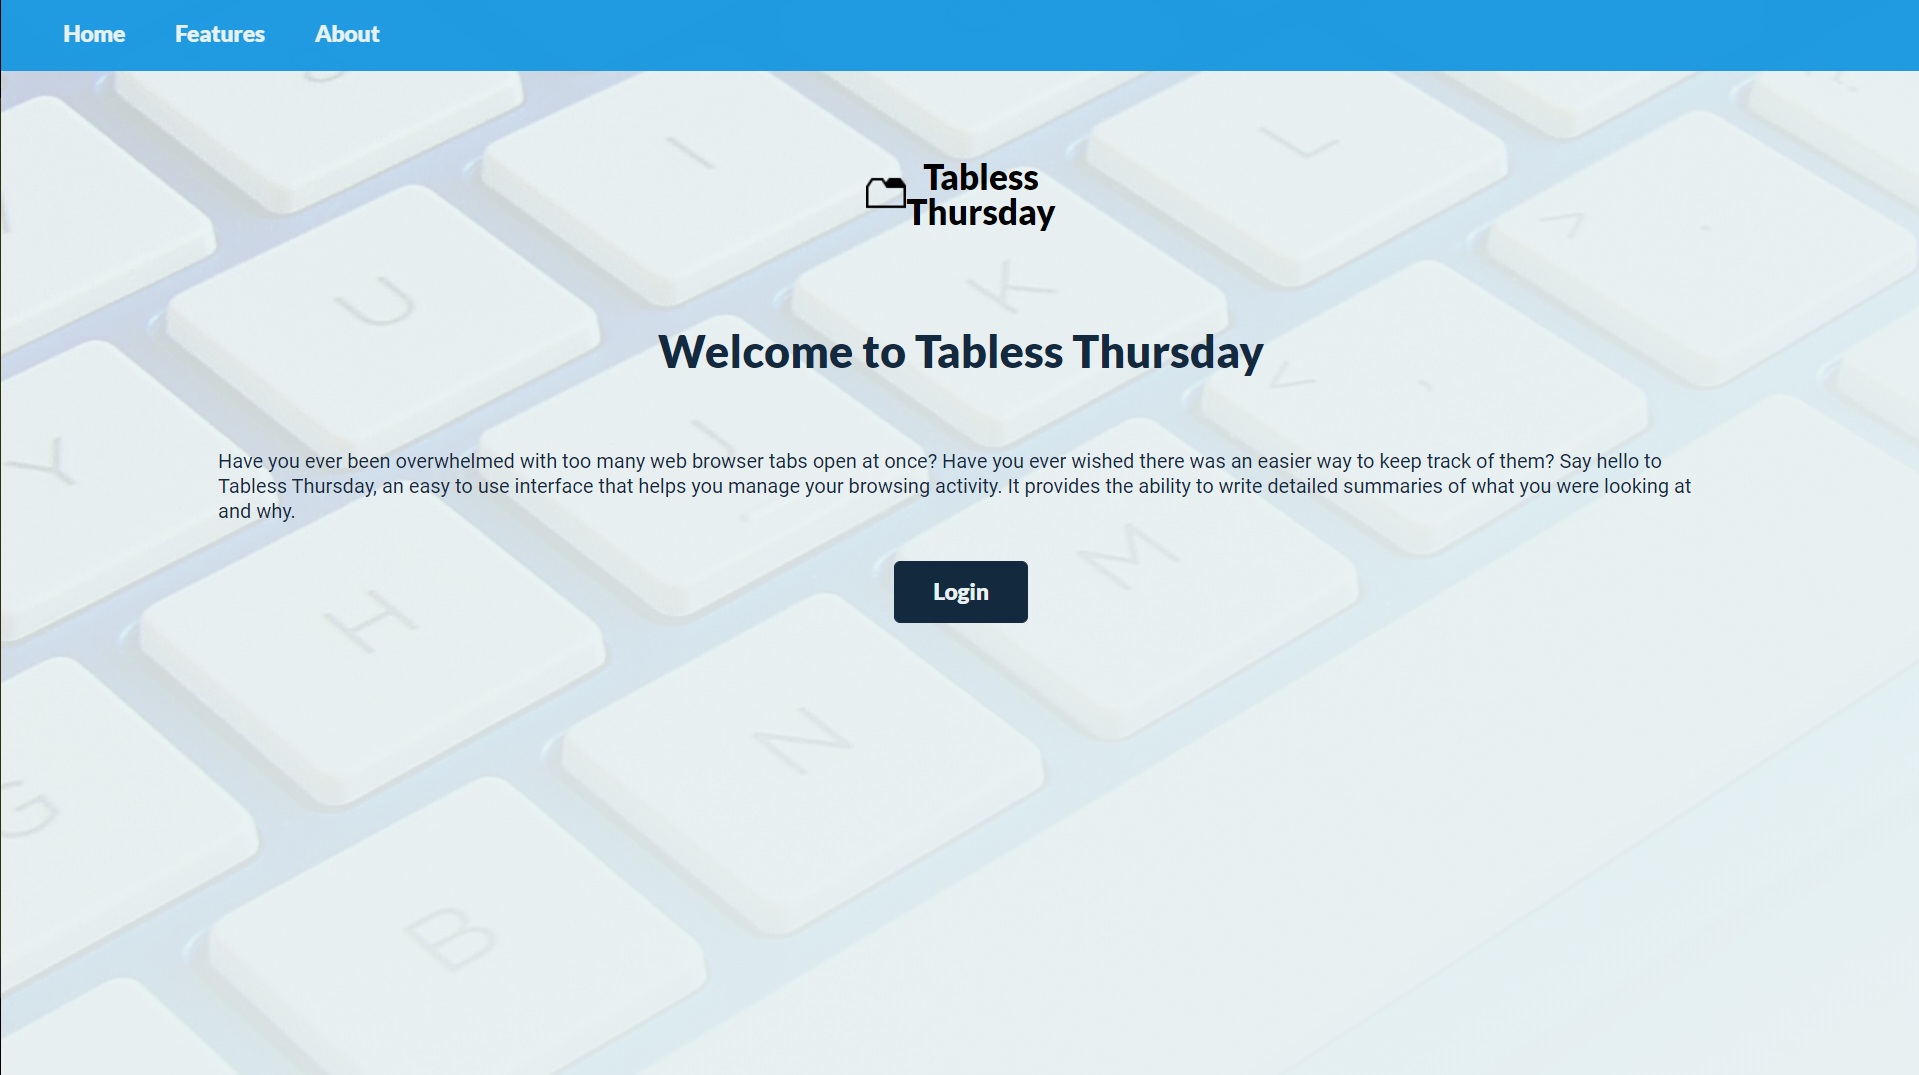 Home Features About
Tabless
Thursday
Welcome to Tabless Thursday
Have you ever been overwhelmed with too many web browser tabs open at once? Have you ever wished there was an easier way to keep track of them? Say hello to
Tabless Thursday, an easy to use interface that helps you manage your browsing activity. It provides the ability to write detailed summaries of what you were looking at
and why.
Login
I
L
U
K
J
Y
M
H
N
G
B